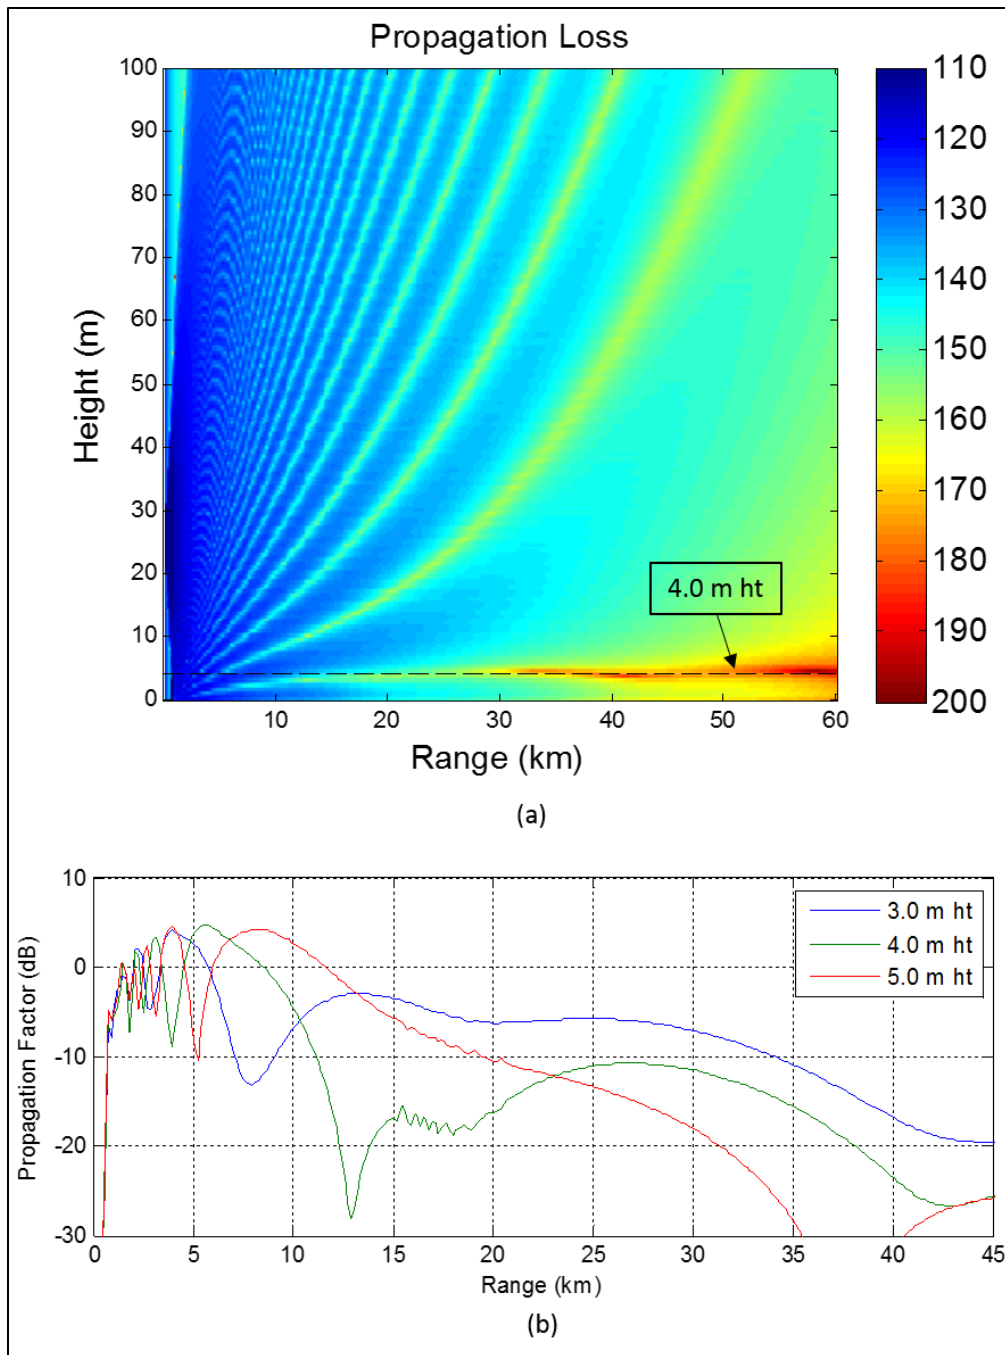 Propagation Loss
100
90
80
70
60
50
40
30
20
10
0
Height (m)
10 20 30 40 50 60
Range (km)
4.0 m ht
110
120
130
140
150
160
170
180
190
200
(a)
10
0
-10
-20
-30
Propagation Factor (dB)
3.0 m ht
4.0 m ht
5.0 m ht
0 5 10 15 20 25 30 35 40 45
Range (km)
(b)